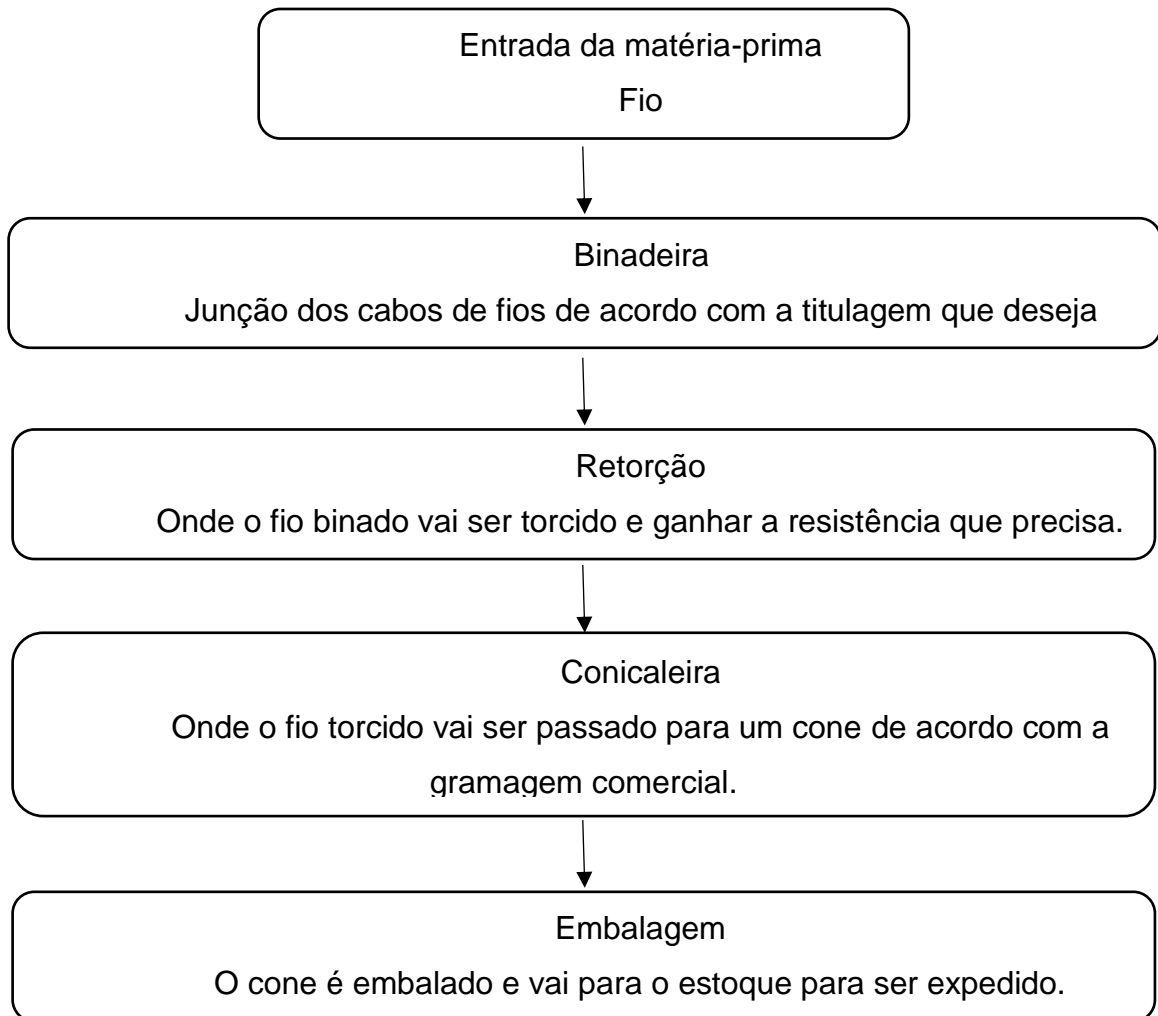 Entrada da matéria-prima
Fio
Binadeira
Junção dos cabos de fios de acordo com a titulagem que deseja
Retorção
Onde o fio binado vai ser torcido e ganhar a resistência que precisa.
Conicaleira
Onde o fio torcido vai ser passado para um cone de acordo com a
gramagem comercial.
Embalagem
O cone é embalado e vai para o estoque para ser expedido.